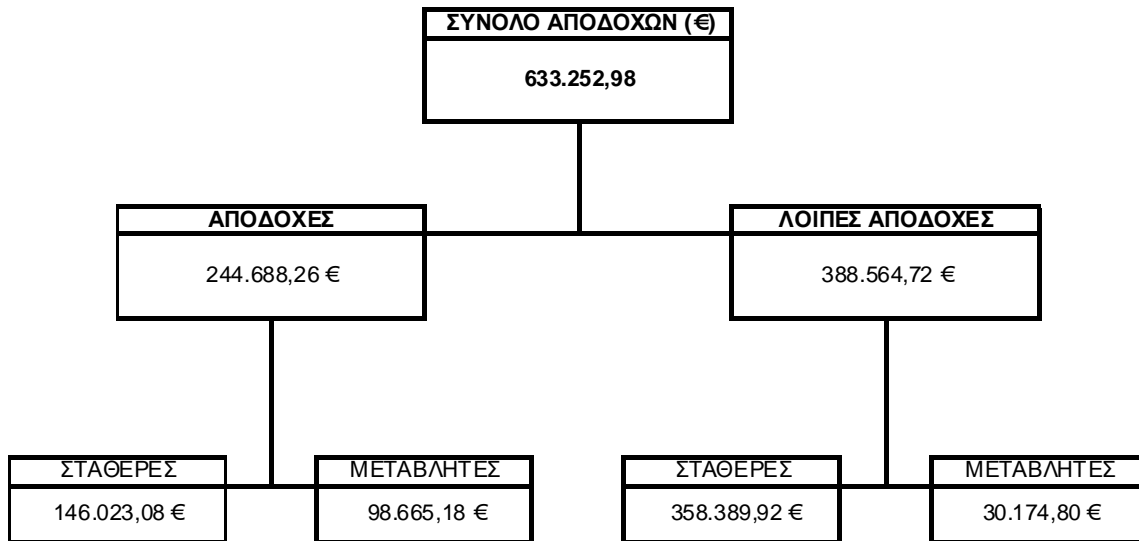 ΣΥΝΟΛΟ ΑΠΟΔΟΧΩΝ (€)
633.252,98
ΑΠΟΔΟΧΕΣ
ΛΟΙΠΕΣ ΑΠΟΔΟΧΕΣ
244.688,26 €
388.564,72 €
ΣΤΑΘΕΡΕΣ
ΜΕΤΑΒΛΗΤΕΣ
ΣΤΑΘΕΡΕΣ
ΜΕΤΑΒΛΗΤΕΣ
146.023,08 €
98.665,18 €
358.389,92 €
30.174,80 €